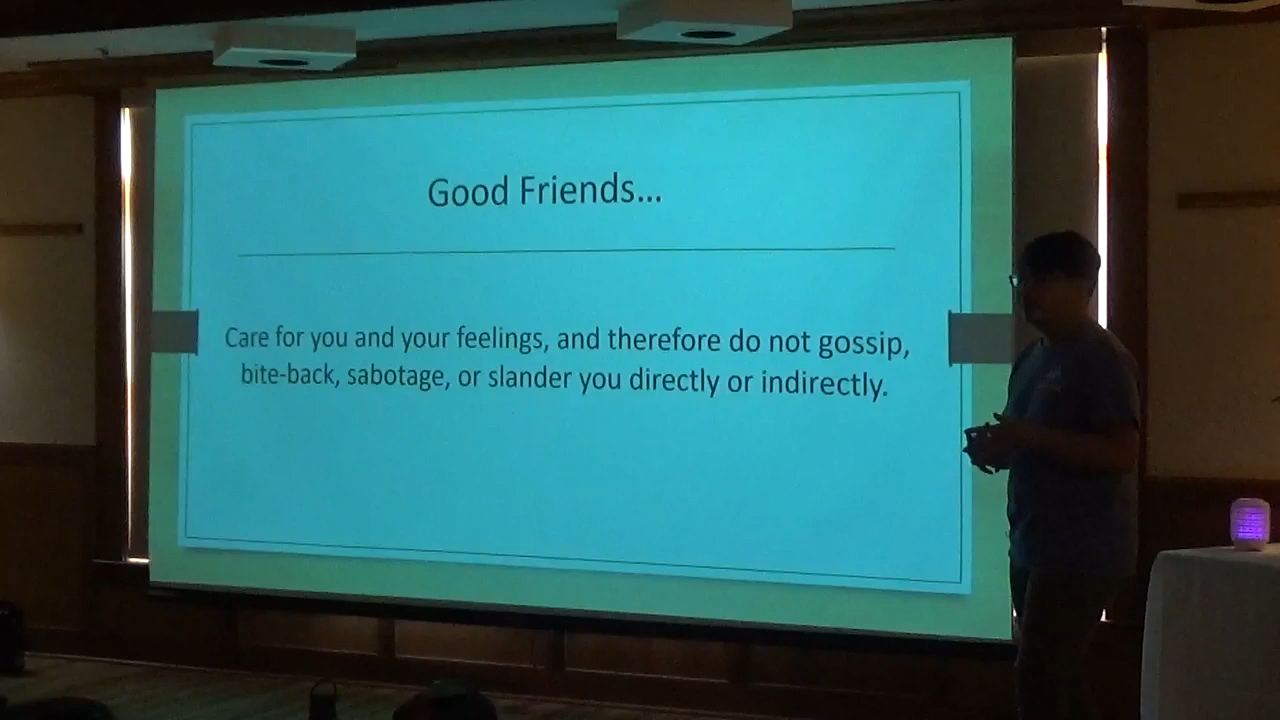 Good Friends...
Care for you and your feelings, and therefore do not gossip,
bite-back, sabotage, or slander you directly or indirectly.